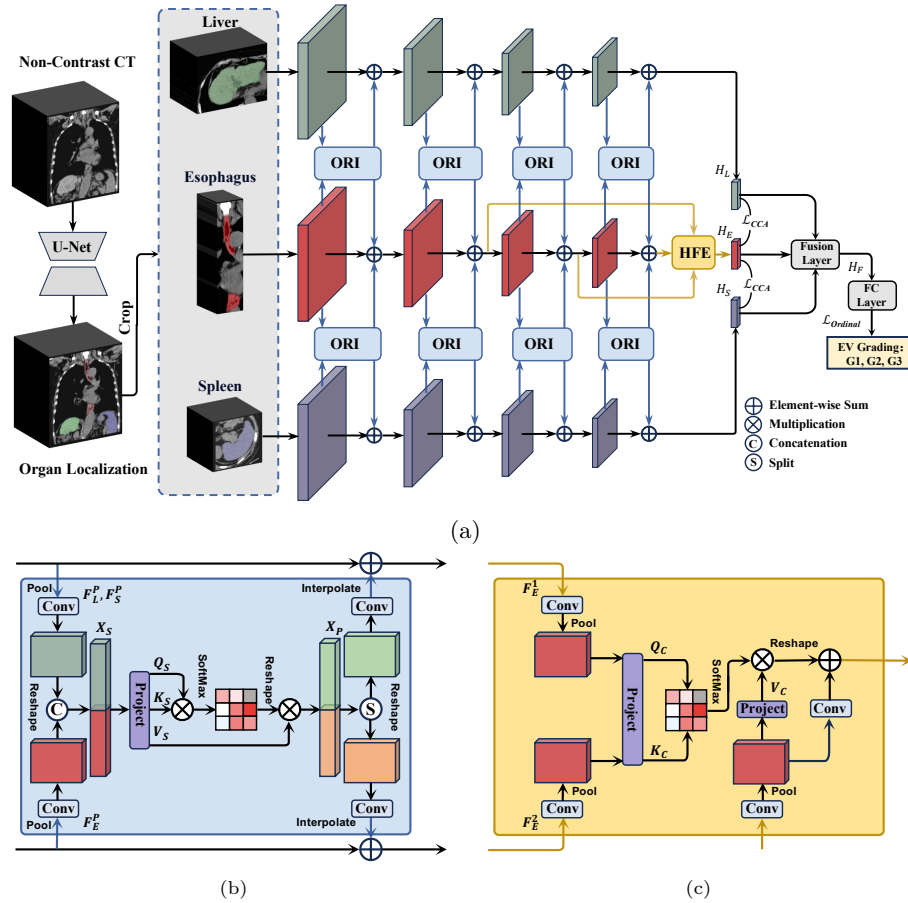 Non-Contrast CT
U-Net
Crop
Organ Localization
Liver
Esophagus
Spleen
ORI ORI ORI ORI
ORI ORI ORI ORI
HFE
H_L
H_E
H_S
ℒ_CCA
ℒ_CCA
Fusion
Layer
H_F
FC
Layer
ℒ_Ordinal
EV Grading:
G1, G2, G3
Element-wise Sum
Multiplication
C Concatenation
S Split
(a)
Pool
F_L^P, F_S^P
Conv
X_S
Reshape
C
Project
Q_S
K_S
V_S
SoftMax
Reshape
X_P
Interpolate
Conv
S
Reshape
Conv
Interpolate
Conv
Pool
F_E^P
(b)
F_E^1
Conv
Pool
Project
Q_C
K_C
SoftMax
Reshape
V_C
Project
Conv
Pool
Conv
Pool
Conv
F_E^2
(c)